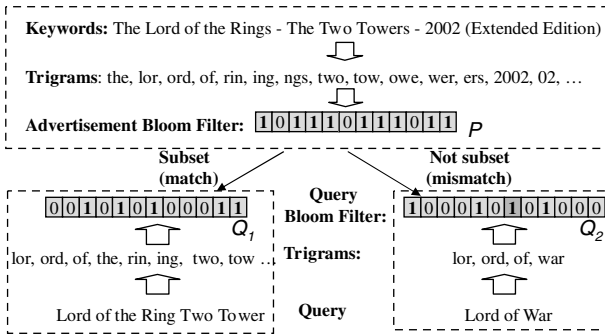 Keywords: The Lord of the Rings - The Two Towers - 2002 (Extended Edition)
Trigrams: the, lor, ord, of, rin, ing, ngs, two, tow, owe, wer, ers, 2002, 02, …
Advertisement Bloom Filter: 1 0 1 1 1 0 1 1 1 0 1 1 P
Subset
(match)
Not subset
(mismatch)
0 0 1 0 1 0 1 0 0 0 1 1
Q1
Query
Bloom Filter:
1 0 0 0 1 0 1 0 1 0 0 0
Q2
lor, ord, of, the, rin, ing, two, tow …
Trigrams:
lor, ord, of, war
Lord of the Ring Two Tower
Query
Lord of War